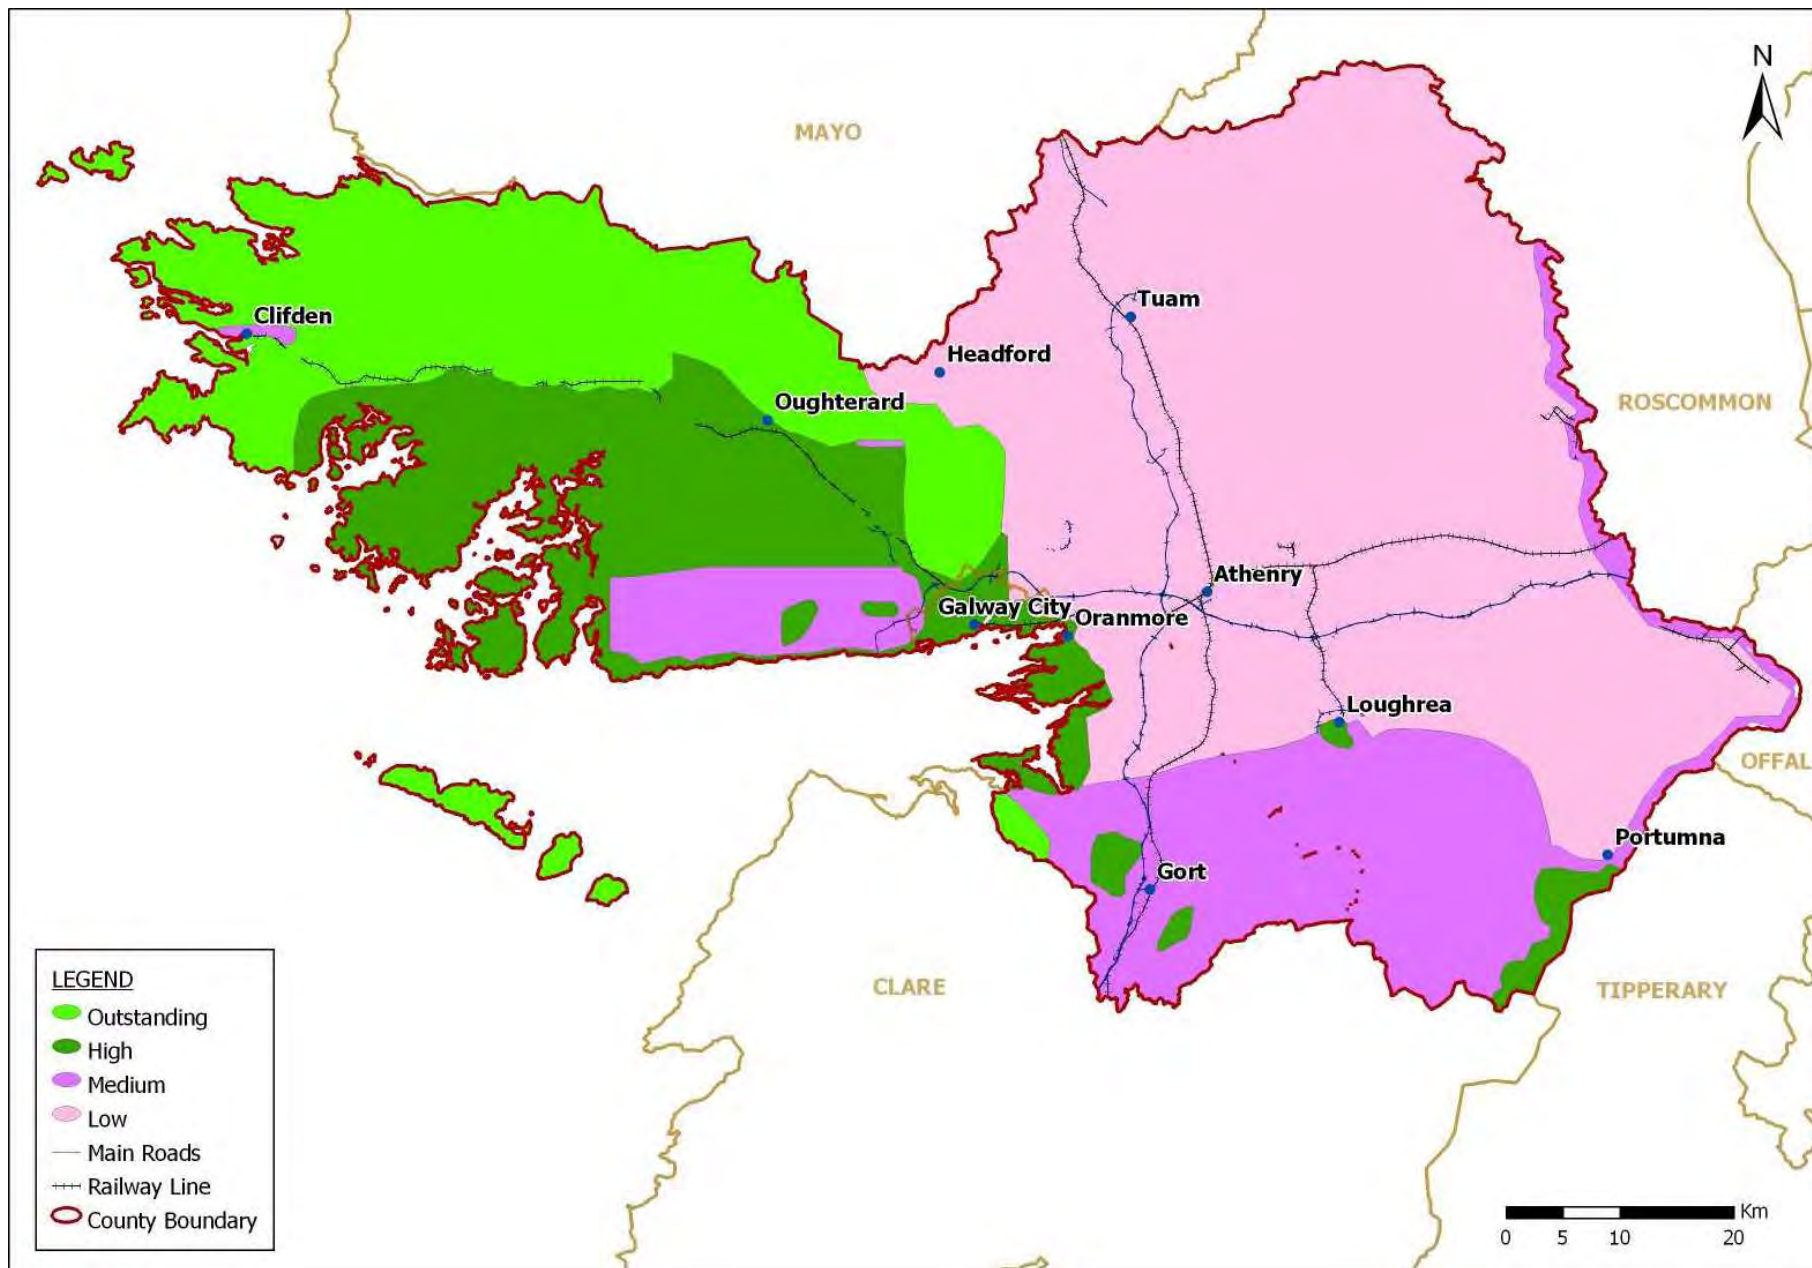 N
MAYO
Tuam
Clifden
Headford
Oughterard
ROSCOMMON
Athenry
Galway City
Oranmore
Loughrea
OFFAL
Portumna
Gort
CLARE
TIPPERARY
LEGEND
Outstanding
High
Medium
Low
Main Roads
Railway Line
County Boundary
Km
0 5 10 20